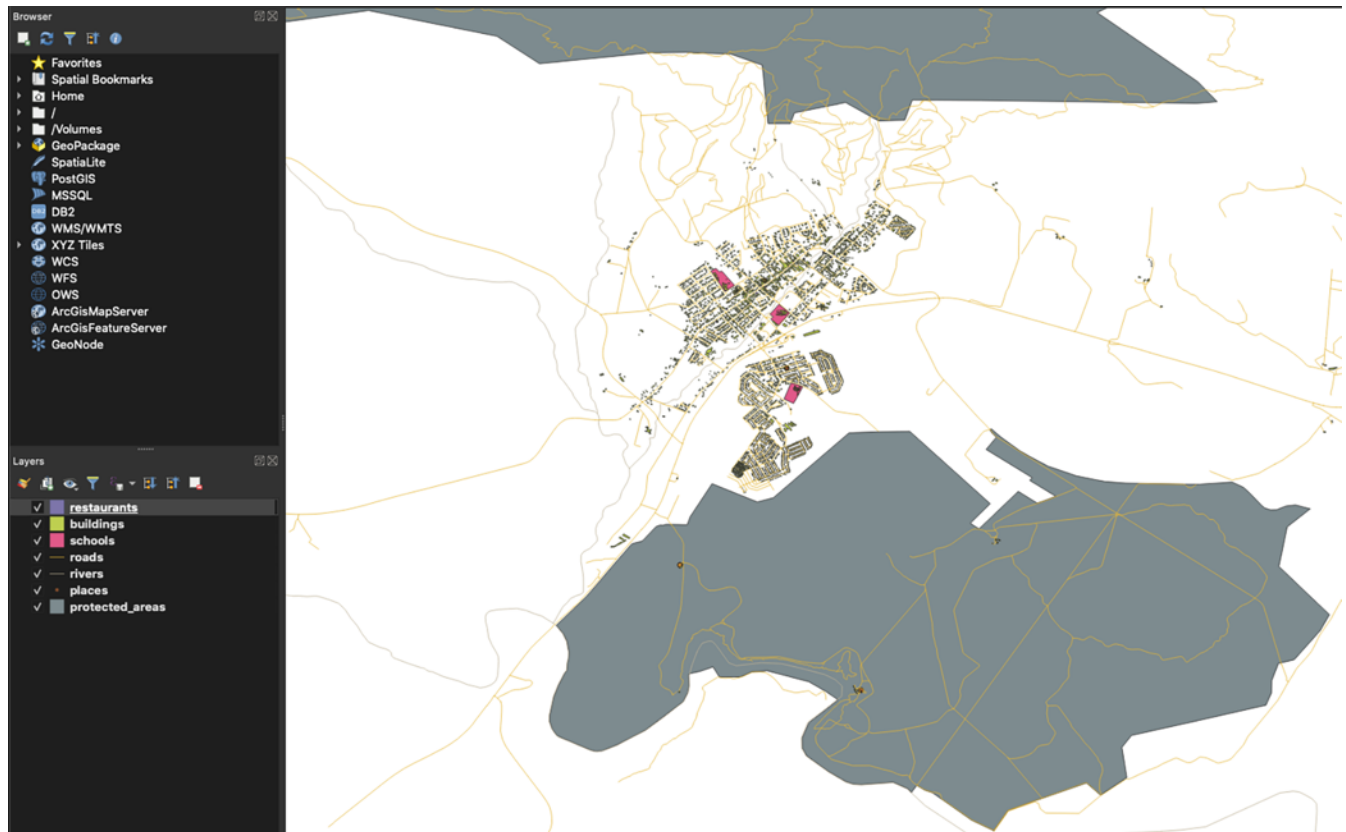 Browser
Favorites
Spatial Bookmarks
Home
/
/Volumes
GeoPackage
SpatiaLite
PostGIS
MSSQL
DB2
WMS/WMTS
XYZ Tiles
WCS
WFS
OWS
ArcGisMapServer
ArcGisFeatureServer
GeoNode
Layers
restaurants
buildings
schools
roads
rivers
places
protected_areas